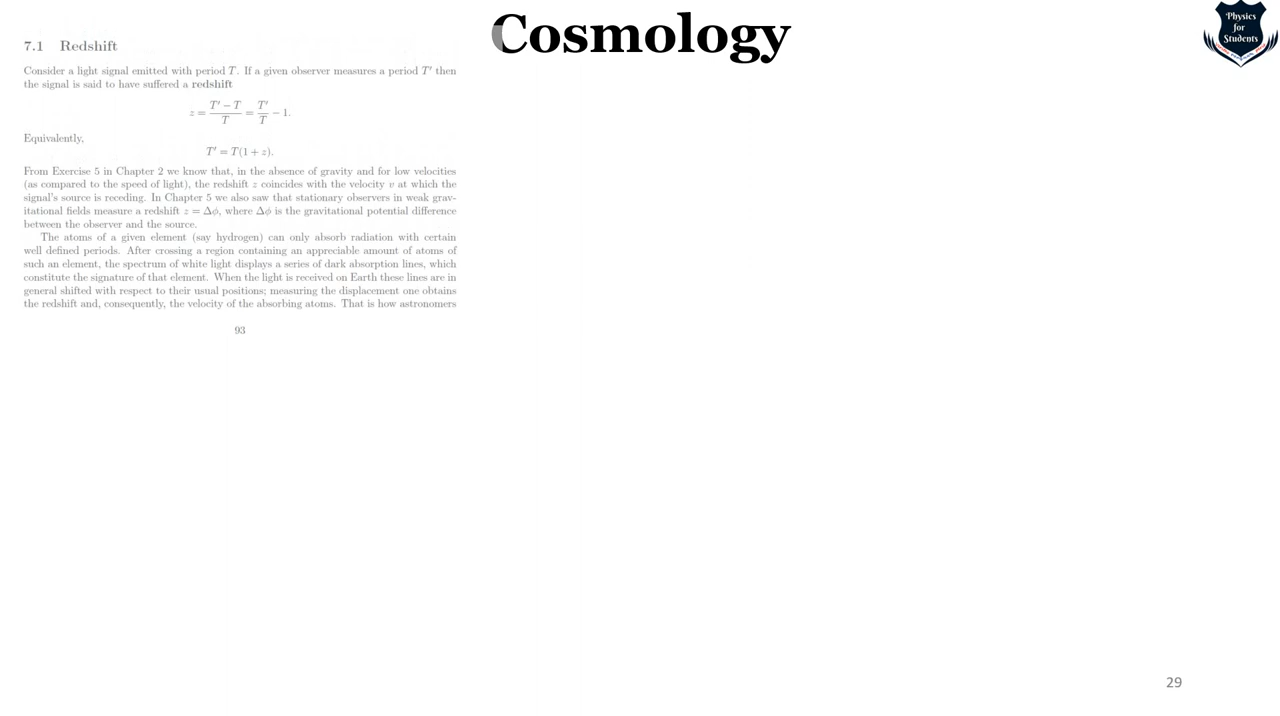 Cosmology
Physics
for
Students
7.1 Redshift
Consider a light signal emitted with period T. If a given observer measures a period T′ then
the signal is said to have suffered a redshift
z = (T′ − T)/T = T′/T − 1.
Equivalently,
T′ = T(1 + z).
From Exercise 5 in Chapter 2 we know that, in the absence of gravity and for low velocities
(as compared to the speed of light), the redshift z coincides with the velocity v at which the
signal's source is receding. In Chapter 5 we also saw that stationary observers in weak grav-
itational fields measure a redshift z = Δϕ, where Δϕ is the gravitational potential difference
between the observer and the source.
The atoms of a given element (say hydrogen) can only absorb radiation with certain
well defined periods. After crossing a region containing an appreciable amount of atoms of
such an element, the spectrum of white light displays a series of dark absorption lines, which
constitute the signature of that element. When the light is received on Earth these lines are in
general shifted with respect to their usual positions; measuring the displacement one obtains
the redshift and, consequently, the velocity of the absorbing atoms. That is how astronomers
93
29